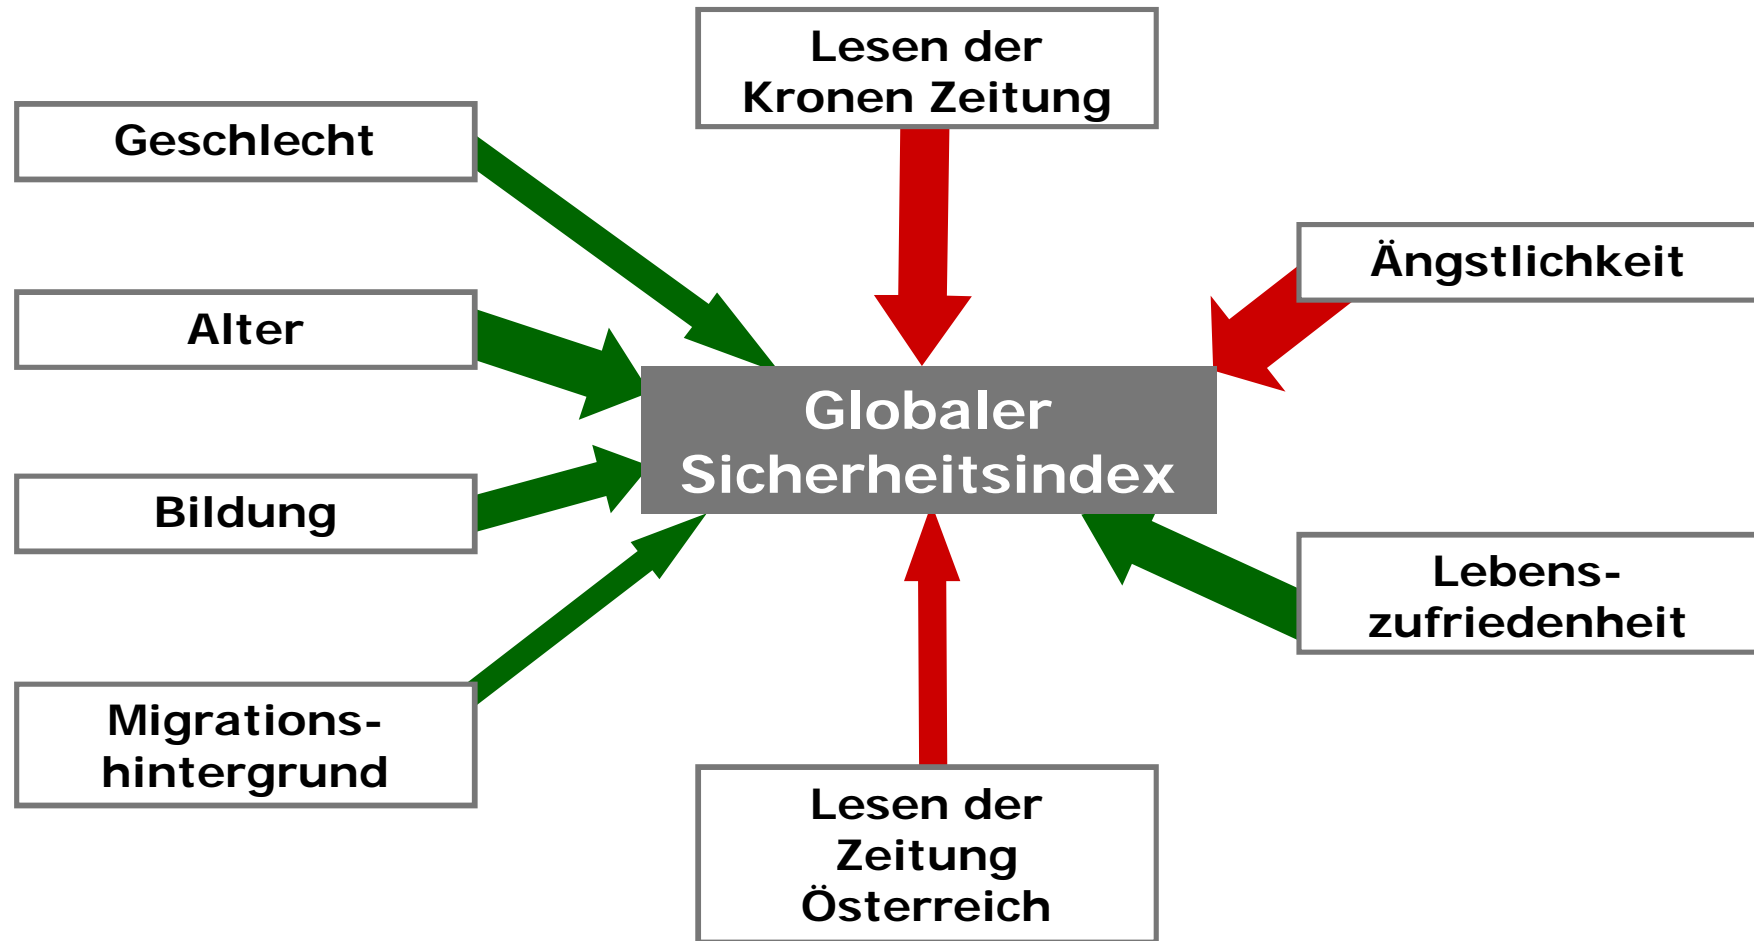 Lesen der
Kronen Zeitung
Geschlecht
Ängstlichkeit
Alter
Globaler
Sicherheitsindex
Bildung
Lebens-
zufriedenheit
Migrations-
hintergrund
Lesen der
Zeitung
Österreich